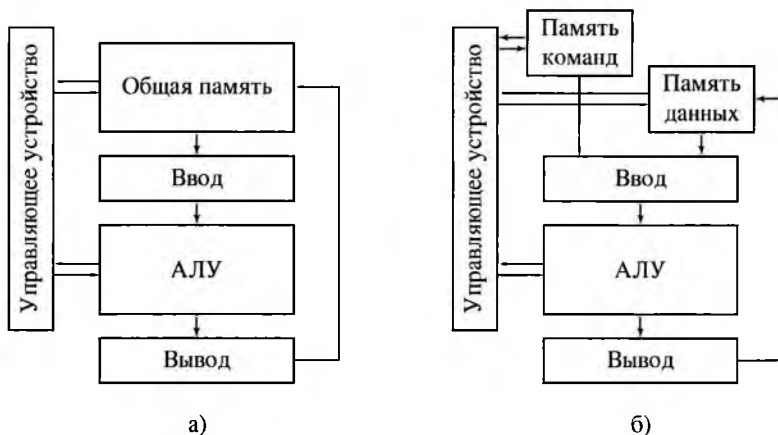 Управляющее устройство
Общая память
Ввод
АЛУ
Вывод
а)
Управляющее устройство
Память
команд
Память
данных
Ввод
АЛУ
Вывод
б)